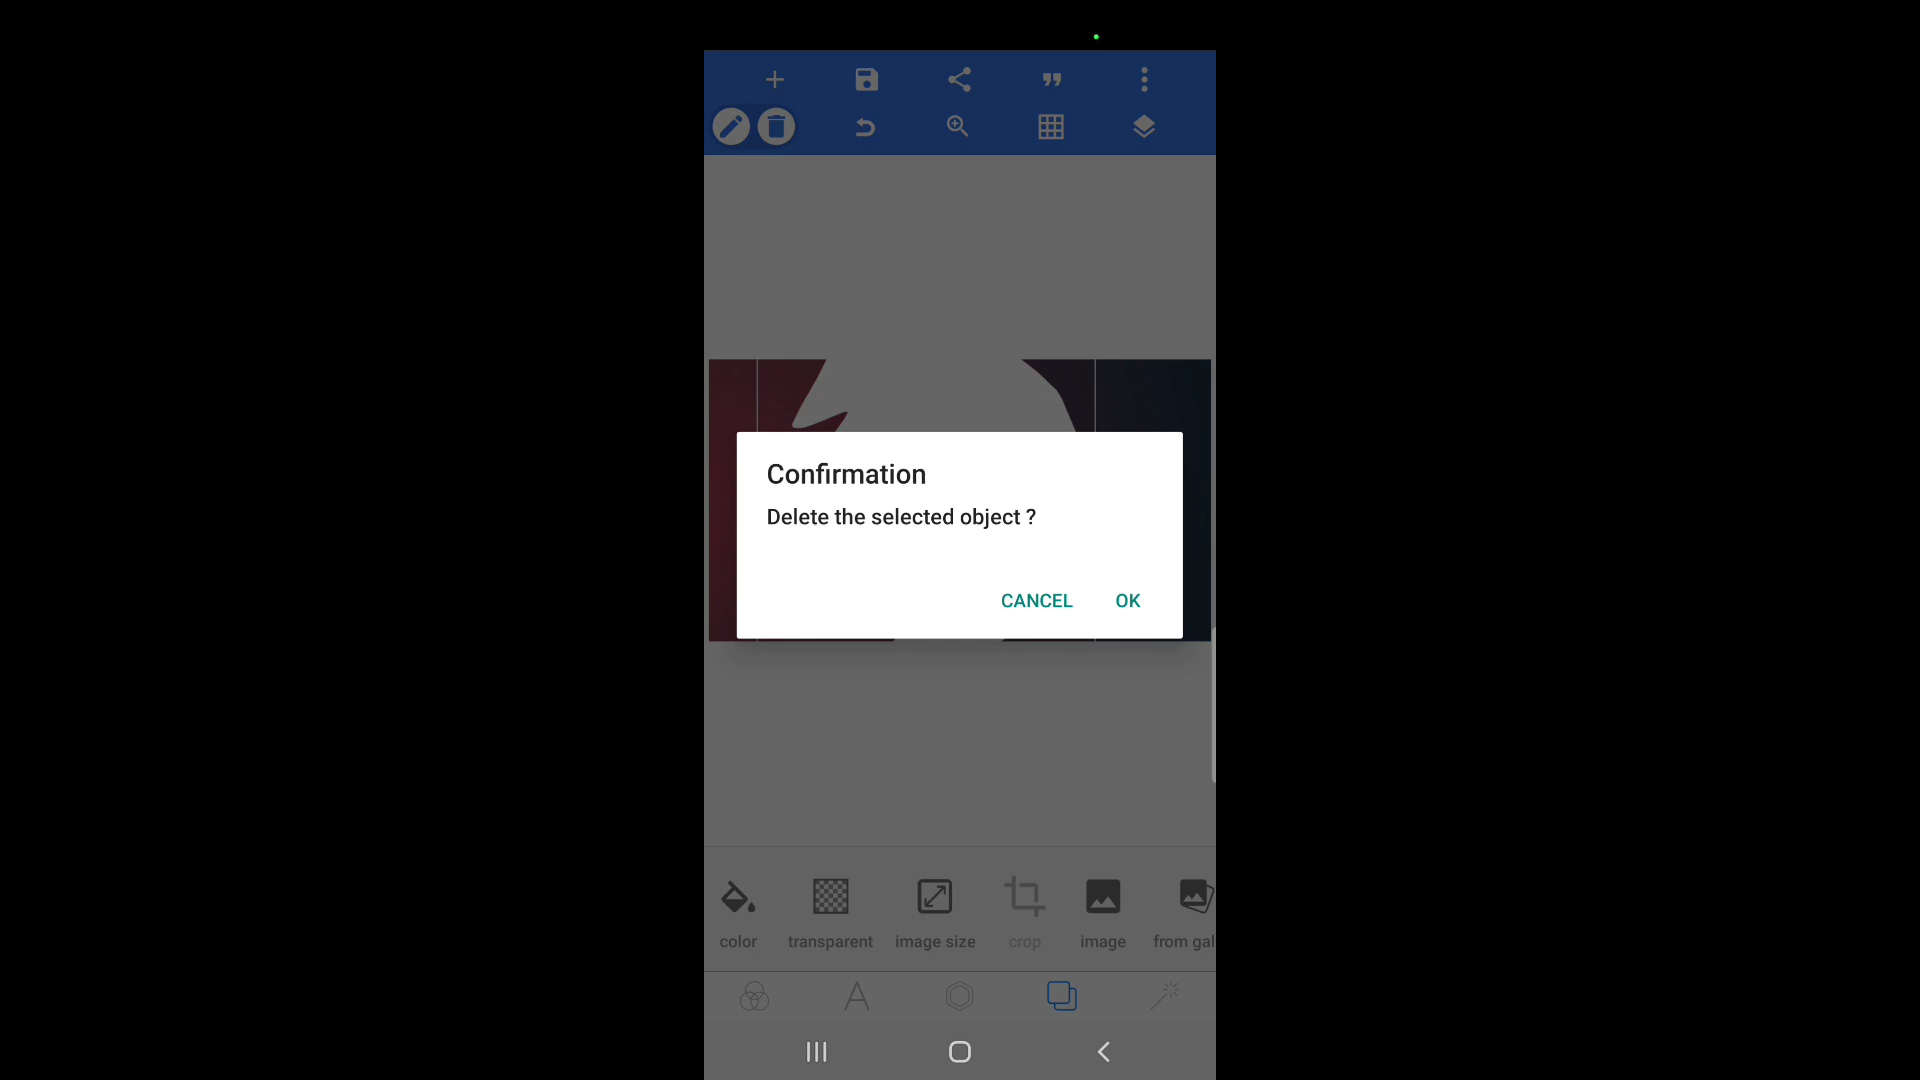 Confirmation
Delete the selected object ?
CANCEL OK
color transparent image size crop image from gal